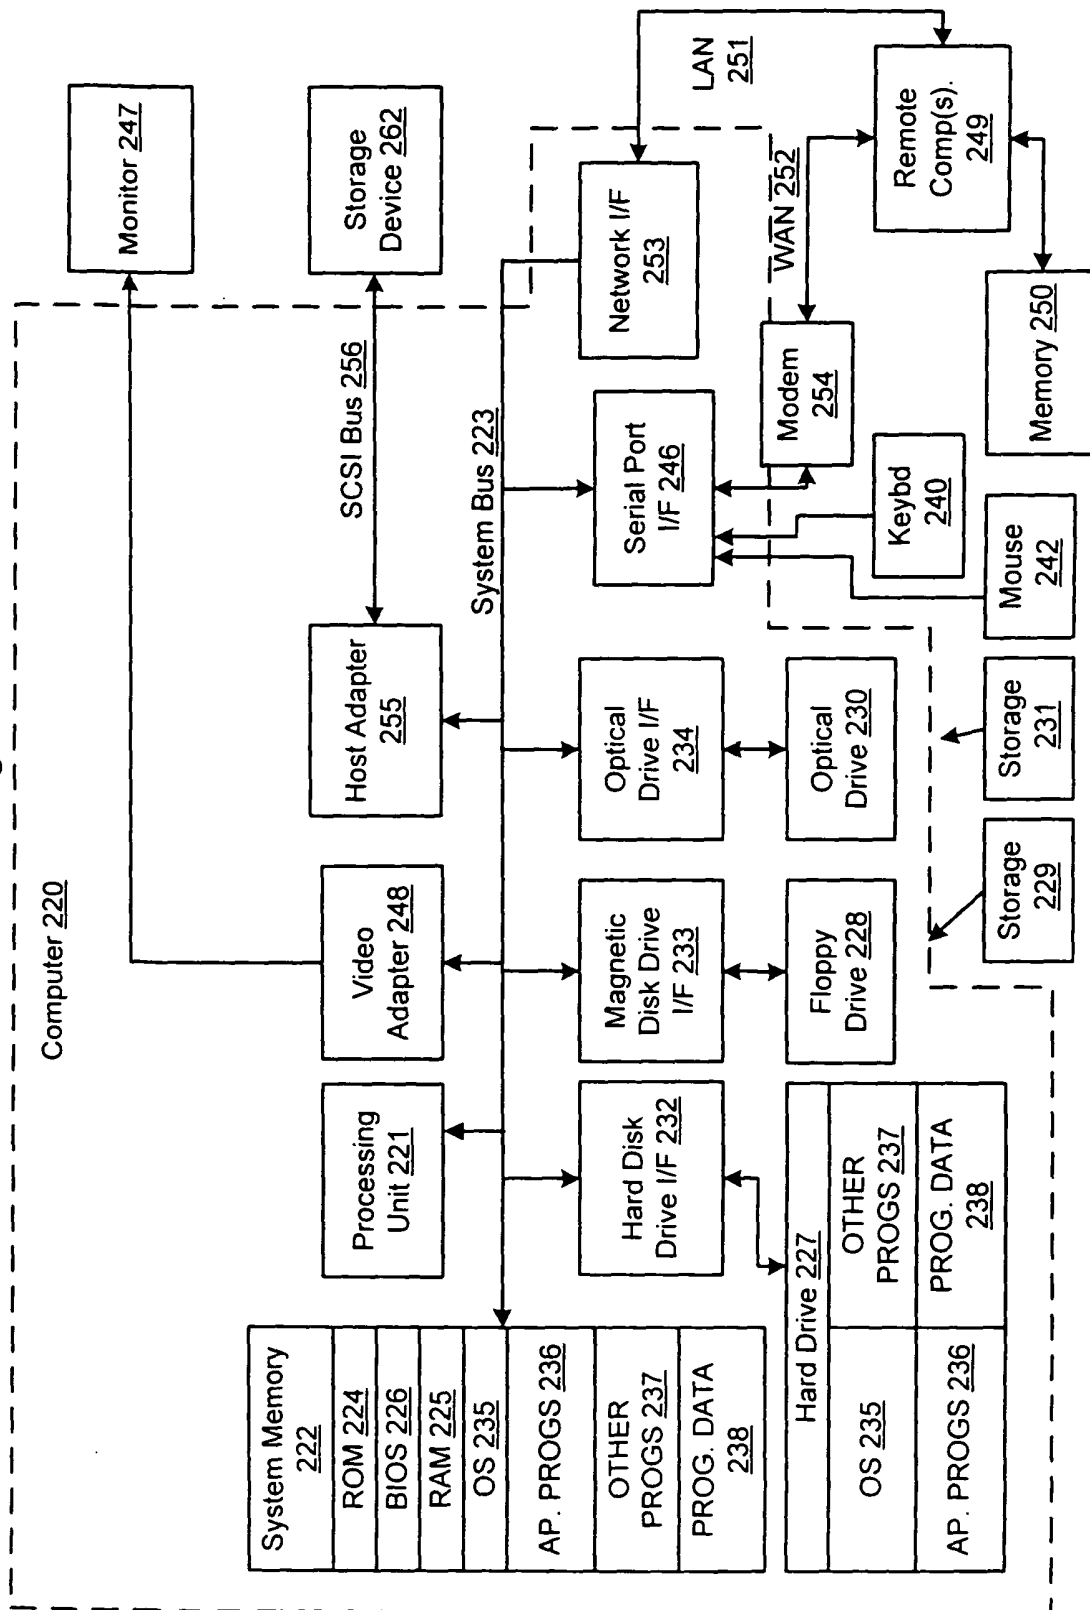 Computer 220
Monitor 247
Storage
Device 262
SCSI Bus 256
Host Adapter
255
Video
Adapter 248
Processing
Unit 221
System Memory
222
ROM 224
BIOS 226
RAM 225
OS 235
AP. PROGS 236
OTHER
PROGS 237
PROG. DATA
238
System Bus 223
Hard Disk
Drive I/F 232
Magnetic
Disk Drive
I/F 233
Optical
Drive I/F
234
Serial Port
I/F 246
Network I/F
253
LAN
251
Hard Drive 227
OS 235
OTHER
PROGS 237
AP. PROGS 236
PROG. DATA
238
Floppy
Drive 228
Optical
Drive 230
Modem
254
WAN 252
Remote
Comp(s).
249
Storage
229
Storage
231
Mouse
242
Keybd
240
Memory 250